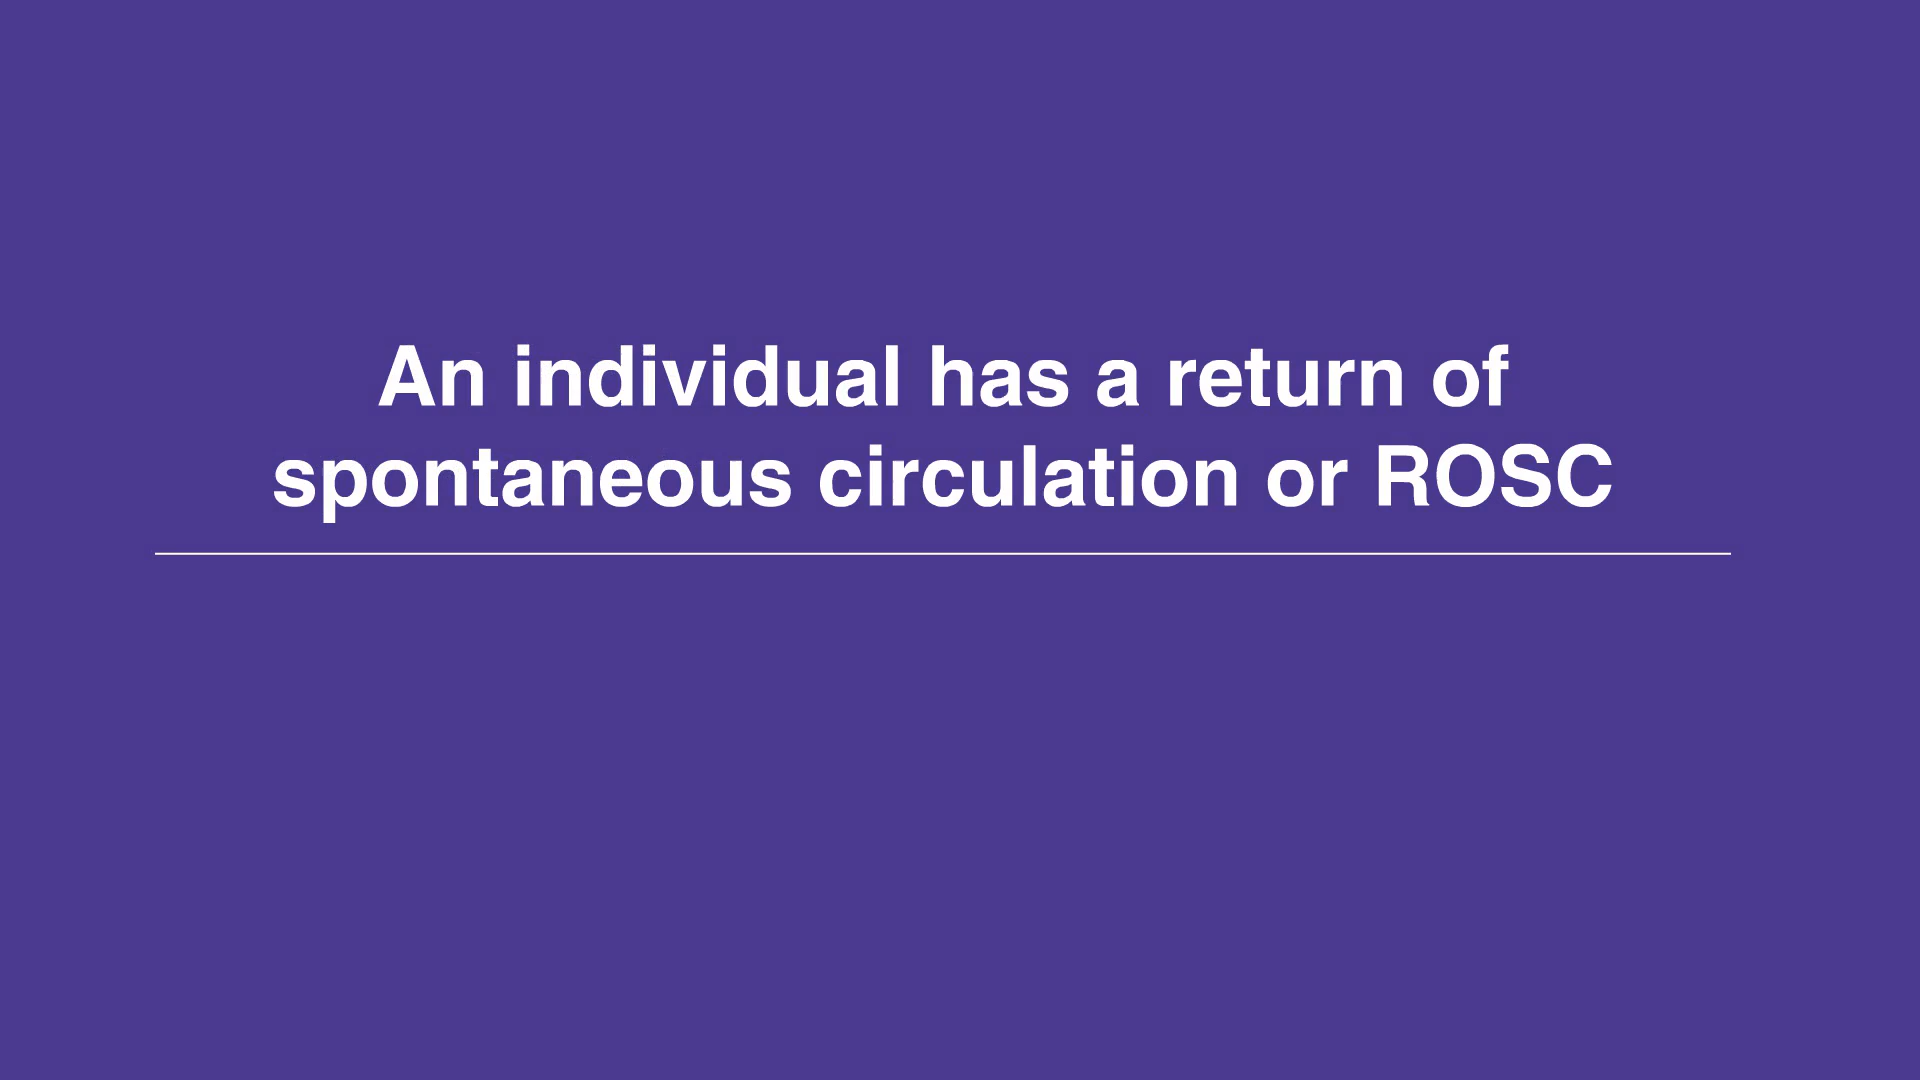 An individual has a return of
spontaneous circulation or ROSC